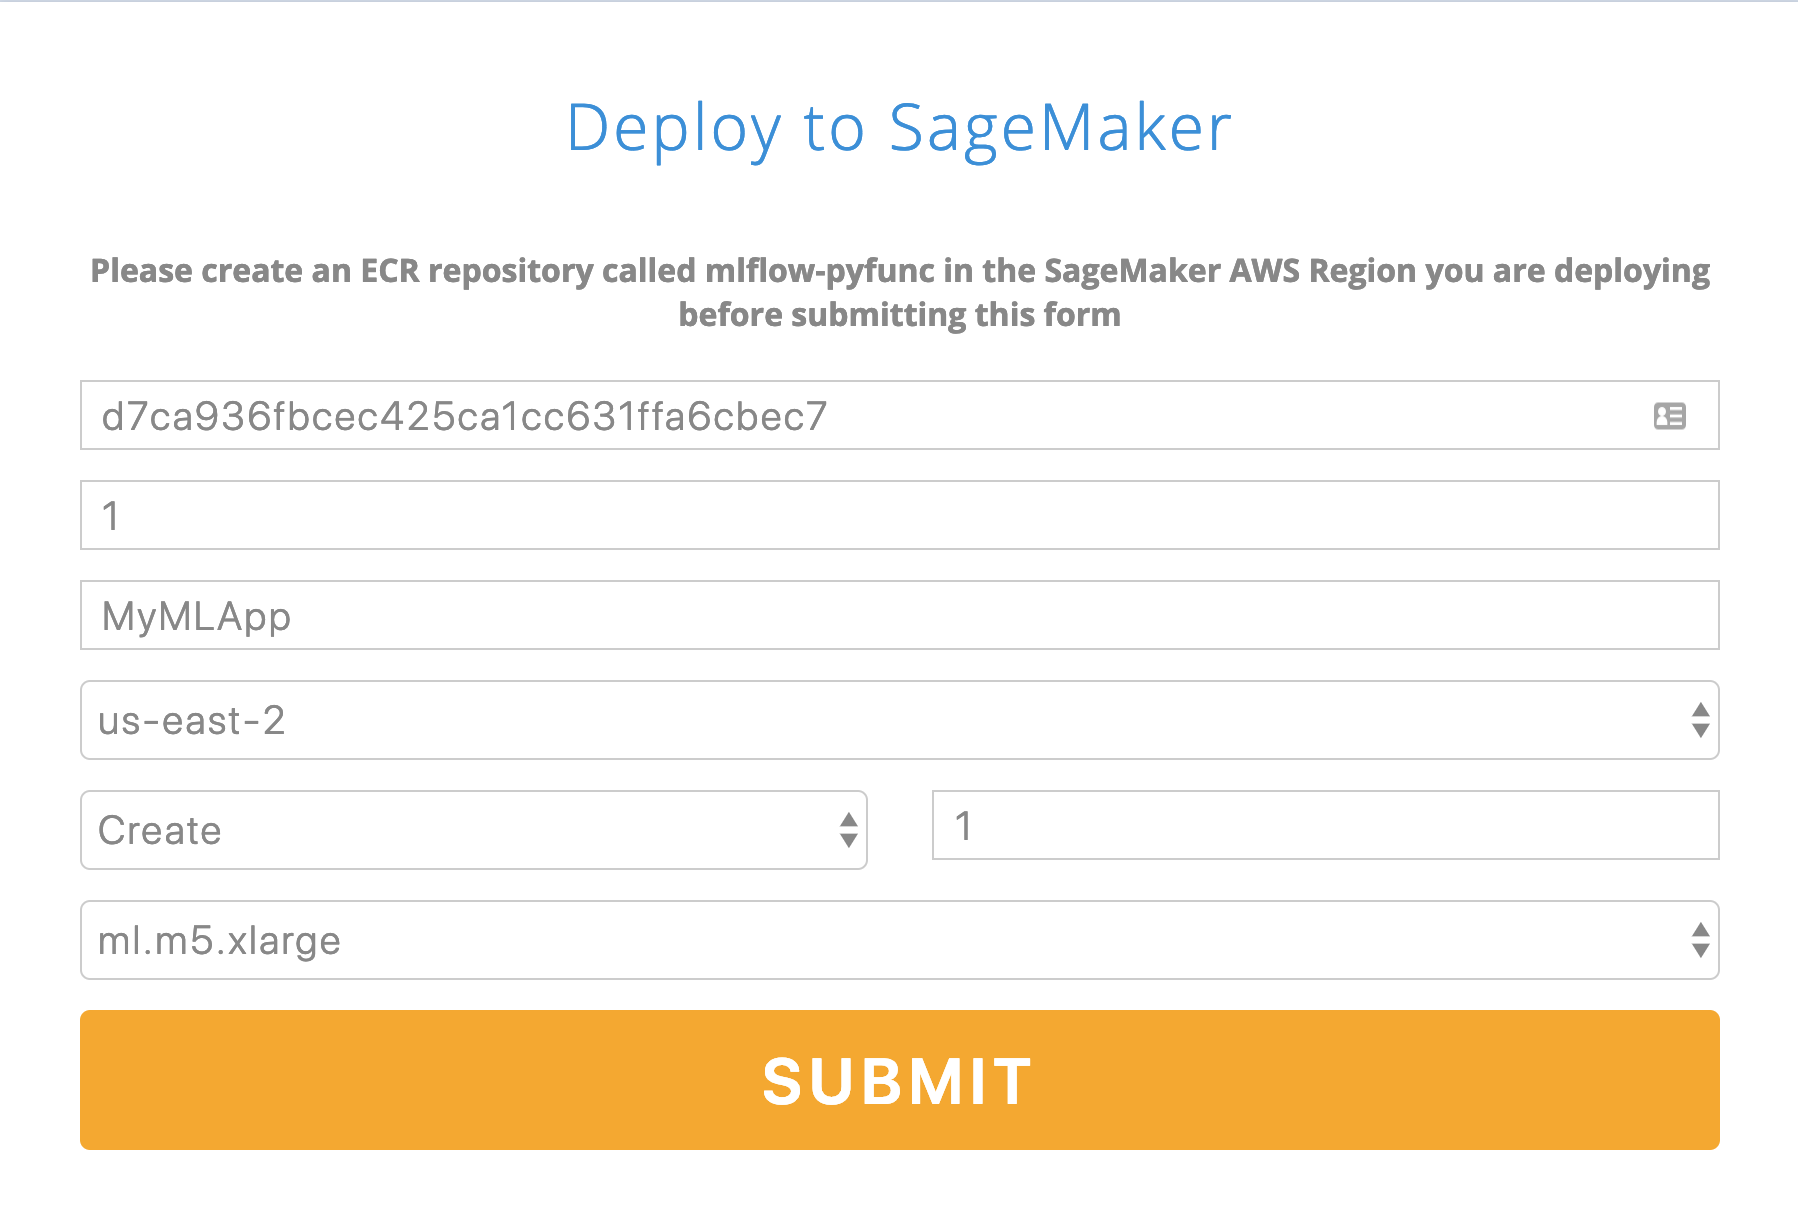 Deploy to SageMaker
Please create an ECR repository called mlflow-pyfunc in the SageMaker AWS Region you are deploying
before submitting this form
d7ca936fbcec425ca1cc631ffa6cbec7
1
MyMLApp
us-east-2
Create
1
ml.m5.xlarge
SUBMIT